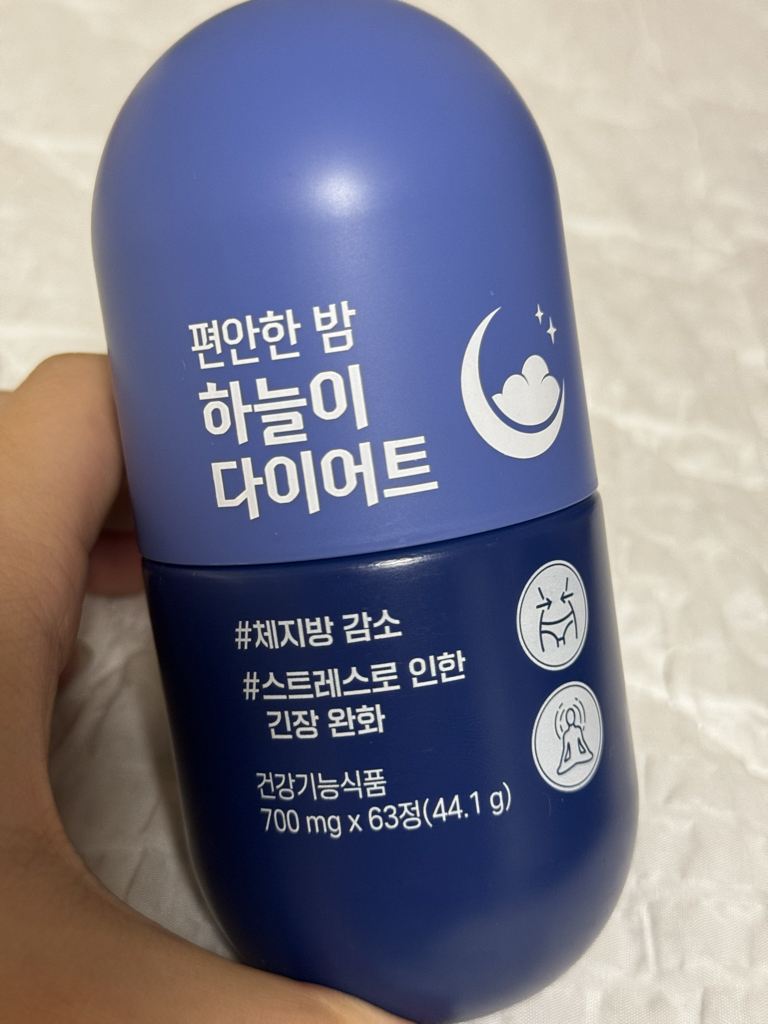 편안한 밤
하늘이
다이어트
#체지방 감소
#스트레스로 인한
긴장 완화
건강기능식품
700 mg x 63정(44.1 g)